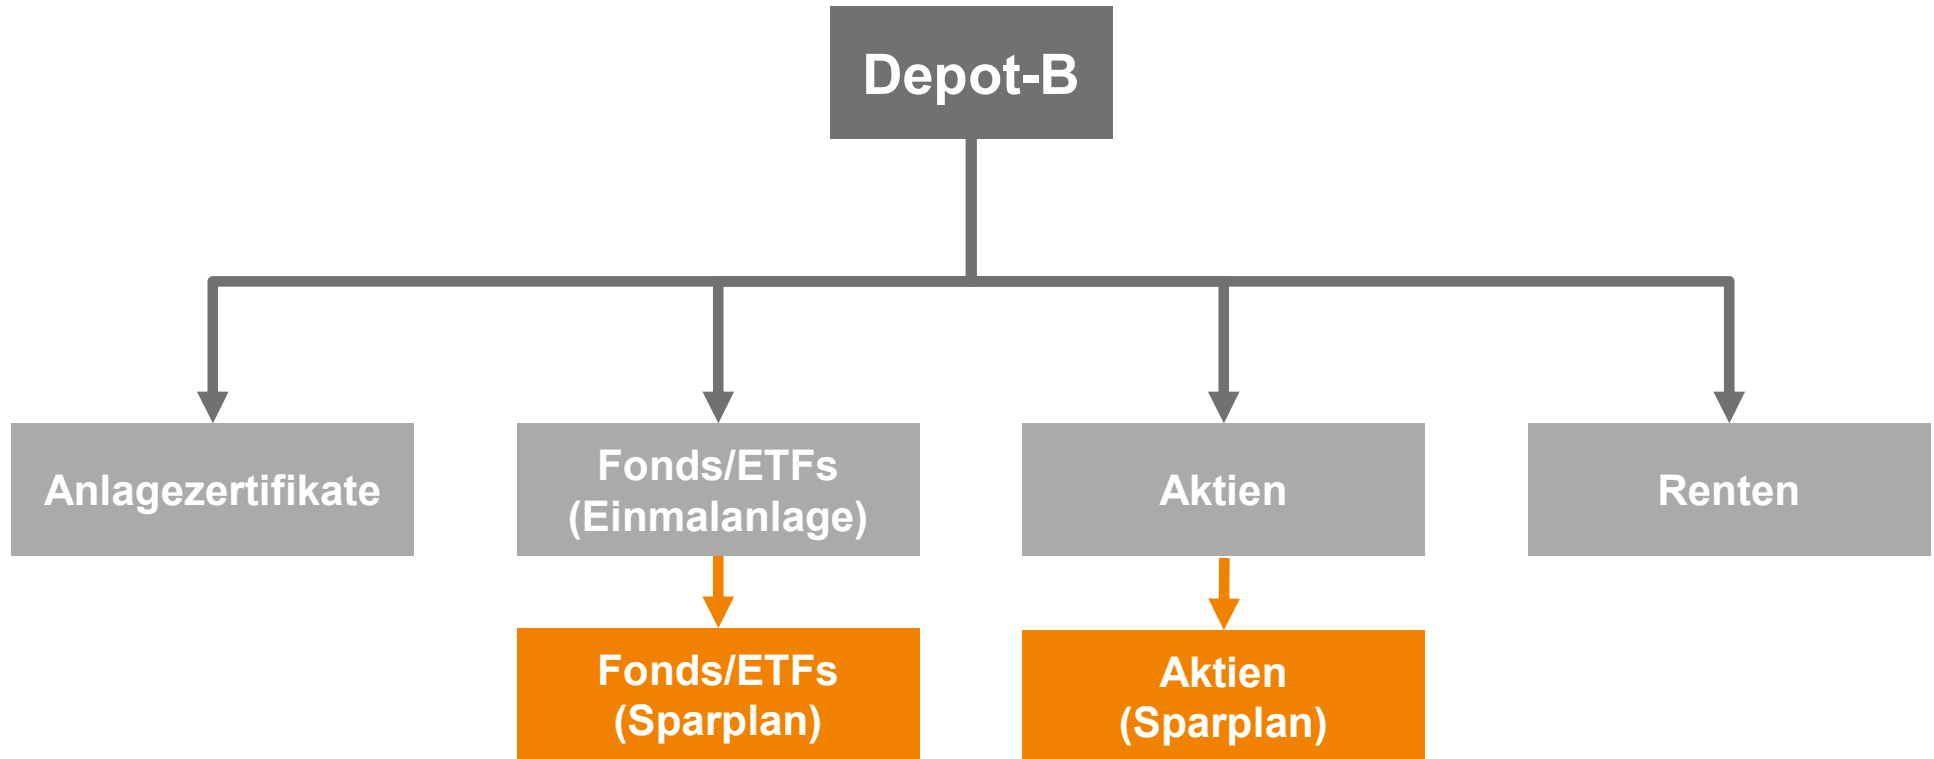 Depot-B
Anlagezertifikate
Fonds/ETFs
(Einmalanlage)
Aktien
Renten
Fonds/ETFs
(Sparplan)
Aktien
(Sparplan)